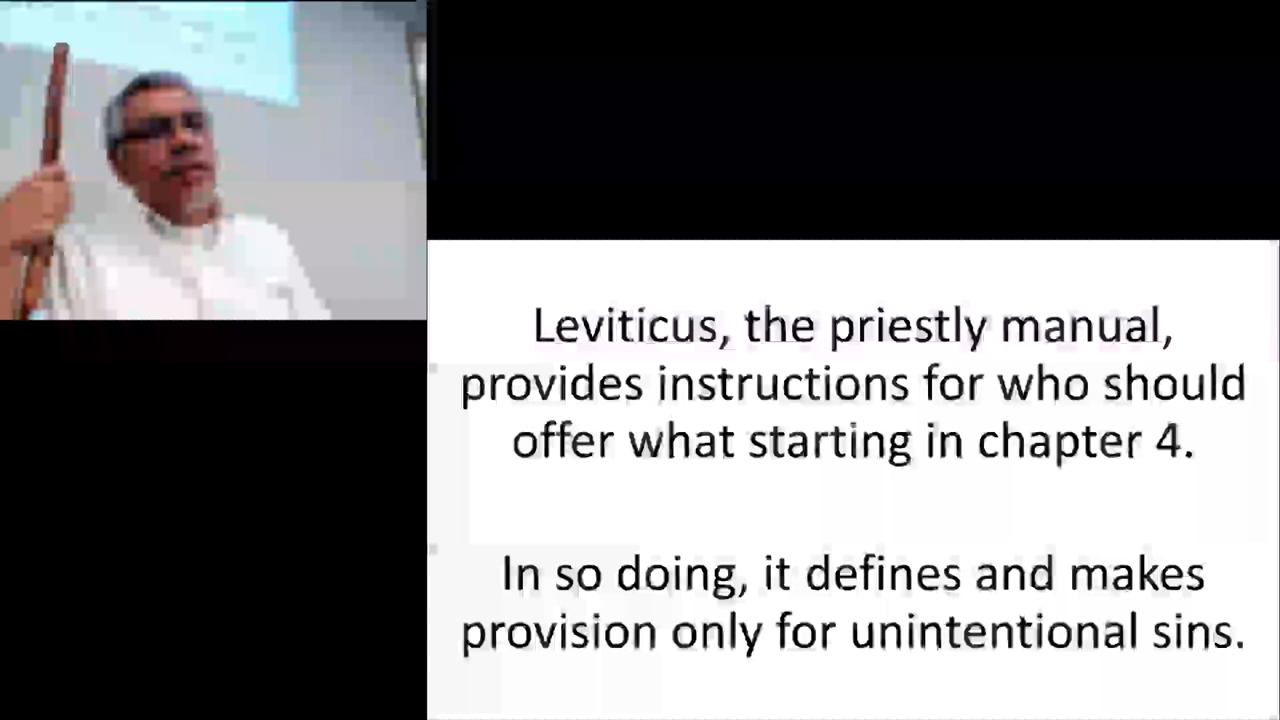 Leviticus, the priestly manual,
provides instructions for who should
offer what starting in chapter 4.
In so doing, it defines and makes
provision only for unintentional sins.